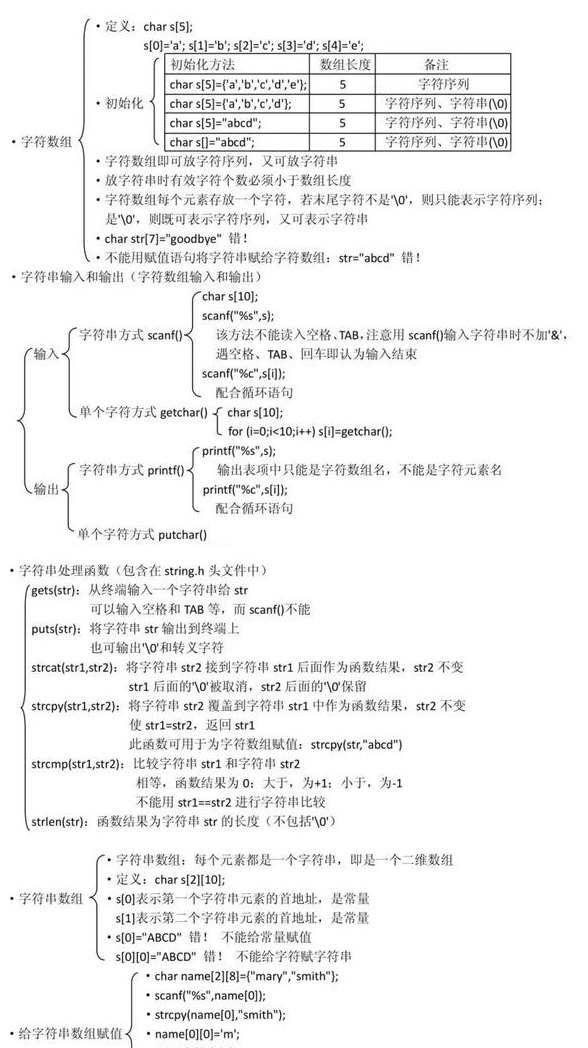 • 定义：char s[5];
s[0]='a'; s[1]='b'; s[2]='c'; s[3]='d'; s[4]='e';
初始化方法 数组长度 备注
char s[5]={'a','b','c','d','e'}; 5 字符序列
• 初始化 char s[5]={'a','b','c','d'}; 5 字符序列、字符串(\0)
char s[5]="abcd"; 5 字符序列、字符串(\0)
• 字符数组 char s[]="abcd"; 5 字符序列、字符串(\0)
• 字符数组即可放字符序列，又可放字符串
• 放字符串时有效字符个数必须小于数组长度
• 字符数组每个元素存放一个字符，若末尾字符不是'\0'，则只能表示字符序列；
是'\0'，则既可表示字符序列，又可表示字符串
• char str[7]="goodbye" 错！
• 不能用赋值语句将字符串赋给字符数组：str="abcd" 错！
• 字符串输入和输出（字符数组输入和输出）
char s[10];
scanf("%s",s);
字符串方式 scanf() 该方法不能读入空格、TAB，注意用 scanf()输入字符串时不加'&'，
输入 遇空格、TAB、回车即认为输入结束
scanf("%c",s[i]);
配合循环语句
单个字符方式 getchar() char s[10];
for (i=0;i<10;i++) s[i]=getchar();
printf("%s",s);
字符串方式 printf() 输出表项中只能是字符数组名，不能是字符元素名
输出 printf("%c",s[i]);
配合循环语句
单个字符方式 putchar()
• 字符串处理函数（包含在 string.h 头文件中）
gets(str)：从终端输入一个字符串给 str
可以输入空格和 TAB 等，而 scanf()不能
puts(str)：将字符串 str 输出到终端上
也可输出'\0'和转义字符
strcat(str1,str2)：将字符串 str2 接到字符串 str1 后面作为函数结果，str2 不变
str1 后面的'\0'被取消，str2 后面的'\0'保留
strcpy(str1,str2)：将字符串 str2 覆盖到字符串 str1 中作为函数结果，str2 不变
使 str1=str2，返回 str1
此函数可用于为字符数组赋值：strcpy(str,"abcd")
strcmp(str1,str2)：比较字符串 str1 和字符串 str2
相等，函数结果为 0；大于，为+1；小于，为-1
不能用 str1==str2 进行字符串比较
strlen(str)：函数结果为字符串 str 的长度（不包括'\0'）
• 字符串数组：每个元素都是一个字符串，即是一个二维数组
• 定义：char s[2][10];
• 字符串数组 • s[0]表示第一个字符串元素的首地址，是常量
s[1]表示第二个字符串元素的首地址，是常量
• s[0]="ABCD" 错！ 不能给常量赋值
s[0][0]="ABCD" 错！ 不能给字符赋字符串
• char name[2][8]={"mary","smith"};
• scanf("%s",name[0]);
• strcpy(name[0],"smith");
• 给字符串数组赋值 • name[0][0]='m';